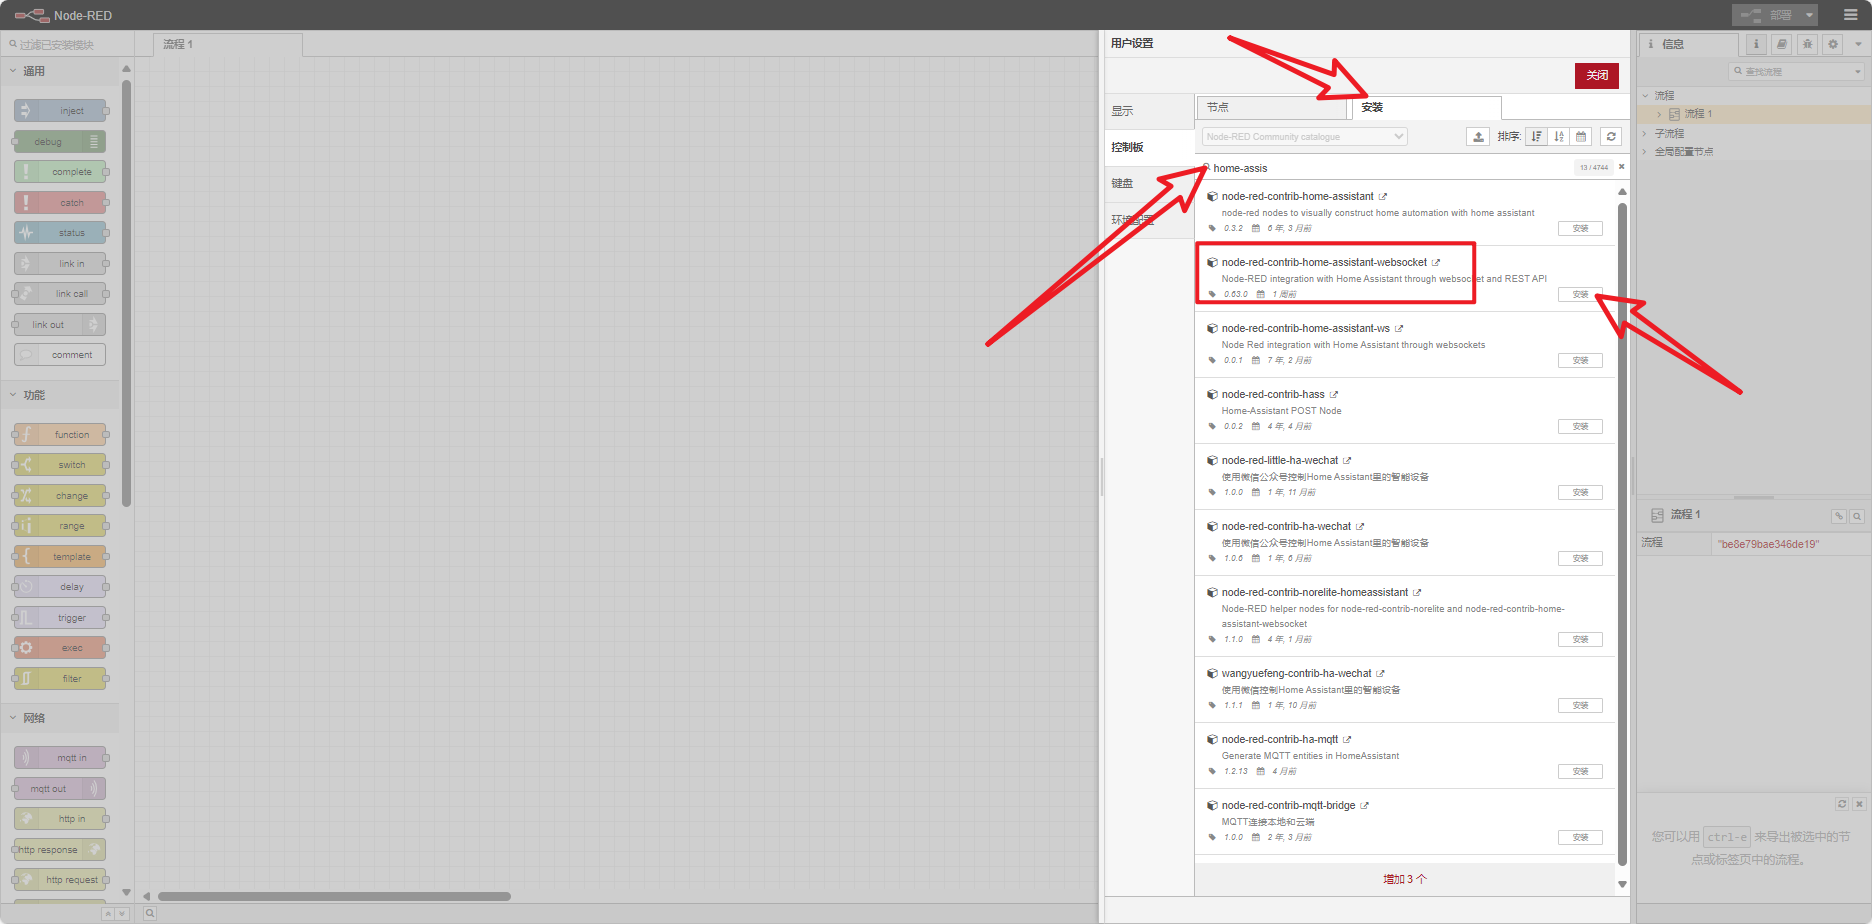 Node-RED
部署
过滤已安装模块
通用
inject
debug
complete
catch
status
link in
link call
link out
comment
功能
function
switch
change
range
template
delay
trigger
exec
filter
网络
mqtt in
mqtt out
http in
http response
http request
流程 1
用户设置
关闭
显示
控制板
键盘
环境配置
节点
安装
Node-RED Community catalogue
排序:
home-assis
13 / 4744
node-red-contrib-home-assistant
node-red nodes to visually construct home automation with home assistant
0.3.2 6 年, 3 月前
安装
node-red-contrib-home-assistant-websocket
Node-RED integration with Home Assistant through websocket and REST API
0.63.0 1 周前
安装
node-red-contrib-home-assistant-ws
Node Red integration with Home Assistant through websockets
0.0.1 7 年, 2 月前
安装
node-red-contrib-hass
Home-Assistant POST Node
0.0.2 4 年, 4 月前
安装
node-red-little-ha-wechat
使用微信公众号控制Home Assistant里的智能设备
1.0.0 1 年, 11 月前
安装
node-red-contrib-ha-wechat
使用微信公众号控制Home Assistant里的智能设备
1.0.6 1 年, 6 月前
安装
node-red-contrib-norelite-homeassistant
Node-RED helper nodes for node-red-contrib-norelite and node-red-contrib-home-
assistant-websocket
1.1.0 4 年, 1 月前
安装
wangyuefeng-contrib-ha-wechat
使用微信控制Home Assistant里的智能设备
1.1.1 1 年, 10 月前
安装
node-red-contrib-ha-mqtt
Generate MQTT entities in HomeAssistant
1.2.13 4 月前
安装
node-red-contrib-mqtt-bridge
MQTT连接本地和云端
1.0.0 2 年, 3 月前
安装
增加 3 个
信息
查找流程
流程
流程 1
子流程
全局配置节点
流程 1
流程 "be8e79bae346de19"
您可以用 ctrl-e 来导出被选中的节
点或标签页中的流程。